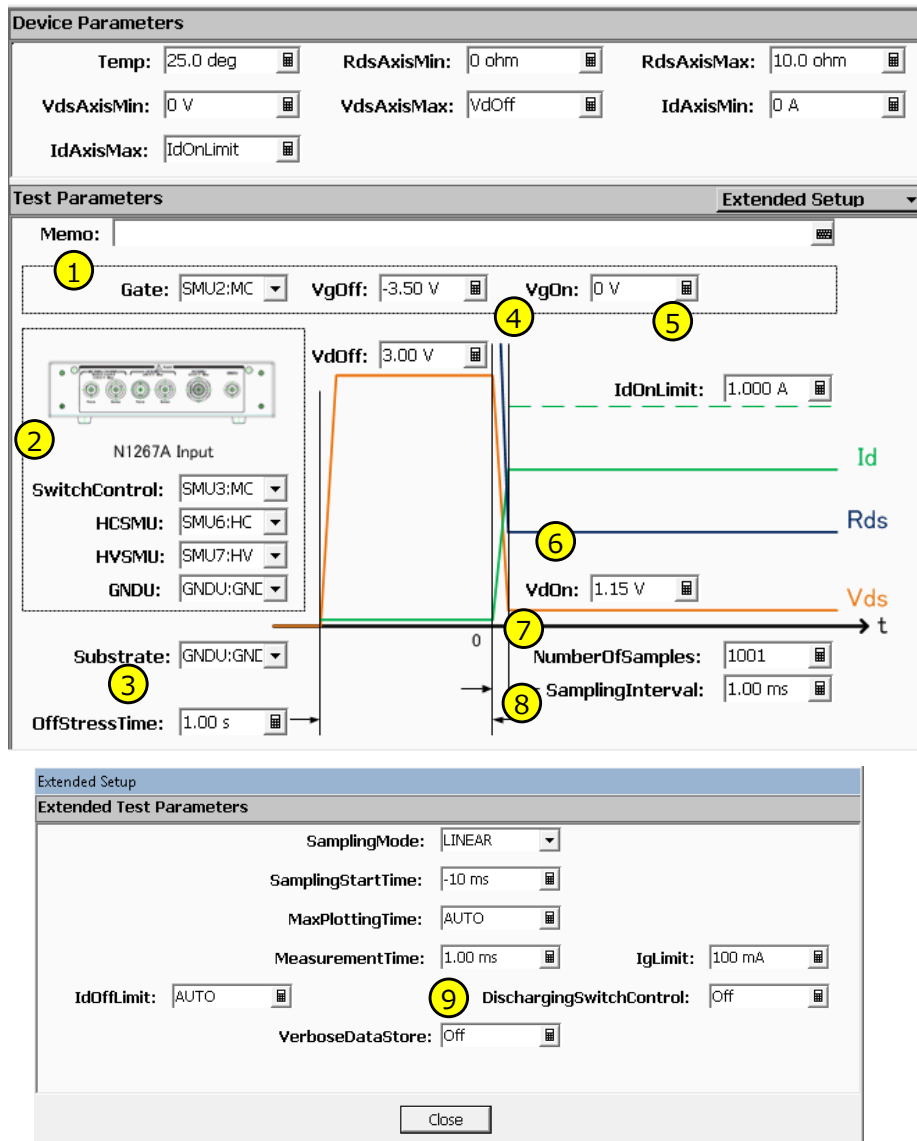 Device Parameters
Temp: 25.0 deg RdsAxisMin: 0 ohm RdsAxisMax: 10.0 ohm
VdsAxisMin: 0 V VdsAxisMax: VdOff IdAxisMin: 0 A
IdAxisMax: IdOnLimit
Test Parameters Extended Setup
Memo:
1
Gate: SMU2:MC VgOff: -3.50 V VgOn: 0 V
4 5
VdOff: 3.00 V
IdOnLimit: 1.000 A
2
N1267A Input
Id
SwitchControl: SMU3:MC
HCSMU: SMU6:HC
Rds
6
HVSMU: SMU7:HV
GNDU: GNDU:GND
VdOn: 1.15 V
Vds
t
7
0
Substrate: GNDU:GND
NumberOfSamples: 1001
3
8
SamplingInterval: 1.00 ms
OffStressTime: 1.00 s
Extended Setup
Extended Test Parameters
SamplingMode: LINEAR
SamplingStartTime: -10 ms
MaxPlottingTime: AUTO
MeasurementTime: 1.00 ms IgLimit: 100 mA
IdOffLimit: AUTO 9 DischargingSwitchControl: Off
VerboseDataStore: Off
Close